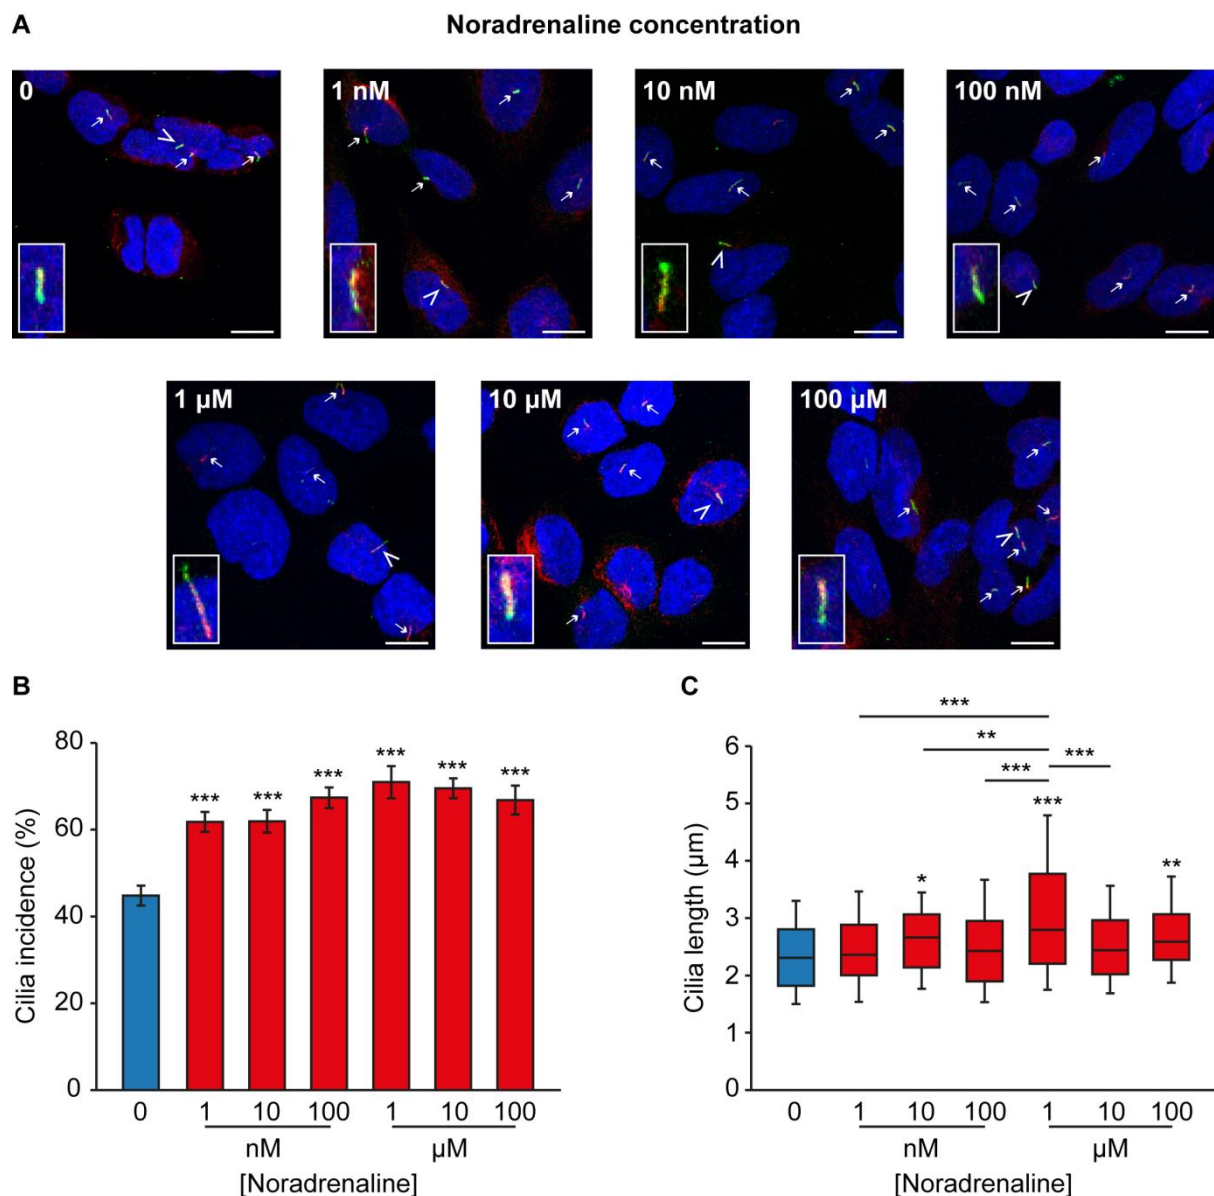 A
Noradrenaline concentration
0
1 nM
10 nM
100 nM
1 µM
10 µM
100 µM
B
80
60
40
20
0
Cilia incidence (%)
***
***
***
***
***
***
0 1 10 100 1 10 100
nM µM
[Noradrenaline]
C
6
5
4
3
2
1
0
Cilia length (µm)
***
**
***
***
***
*
**
0 1 10 100 1 10 100
nM µM
[Noradrenaline]